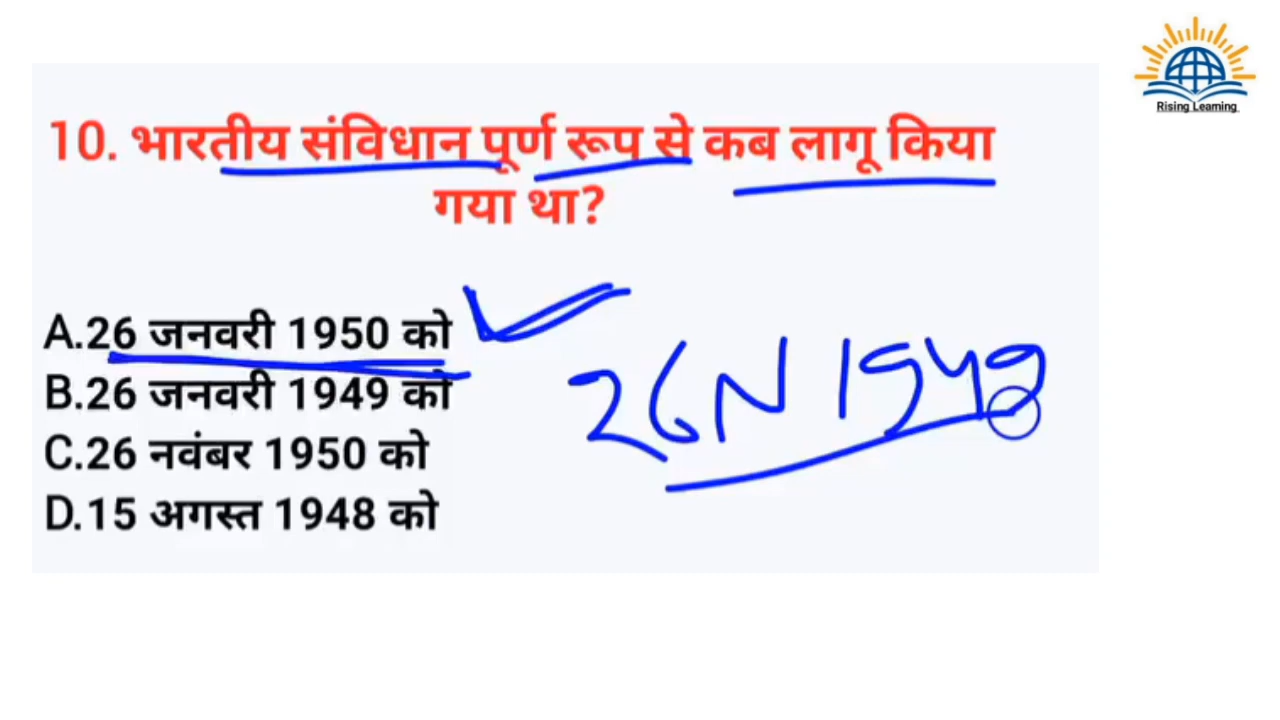 Rising Learning
10. भारतीय संविधान पूर्ण रूप से कब लागू किया
गया था?
A.26 जनवरी 1950 को
B.26 जनवरी 1949 को
C.26 नवंबर 1950 को
D.15 अगस्त 1948 को
26 N 1949